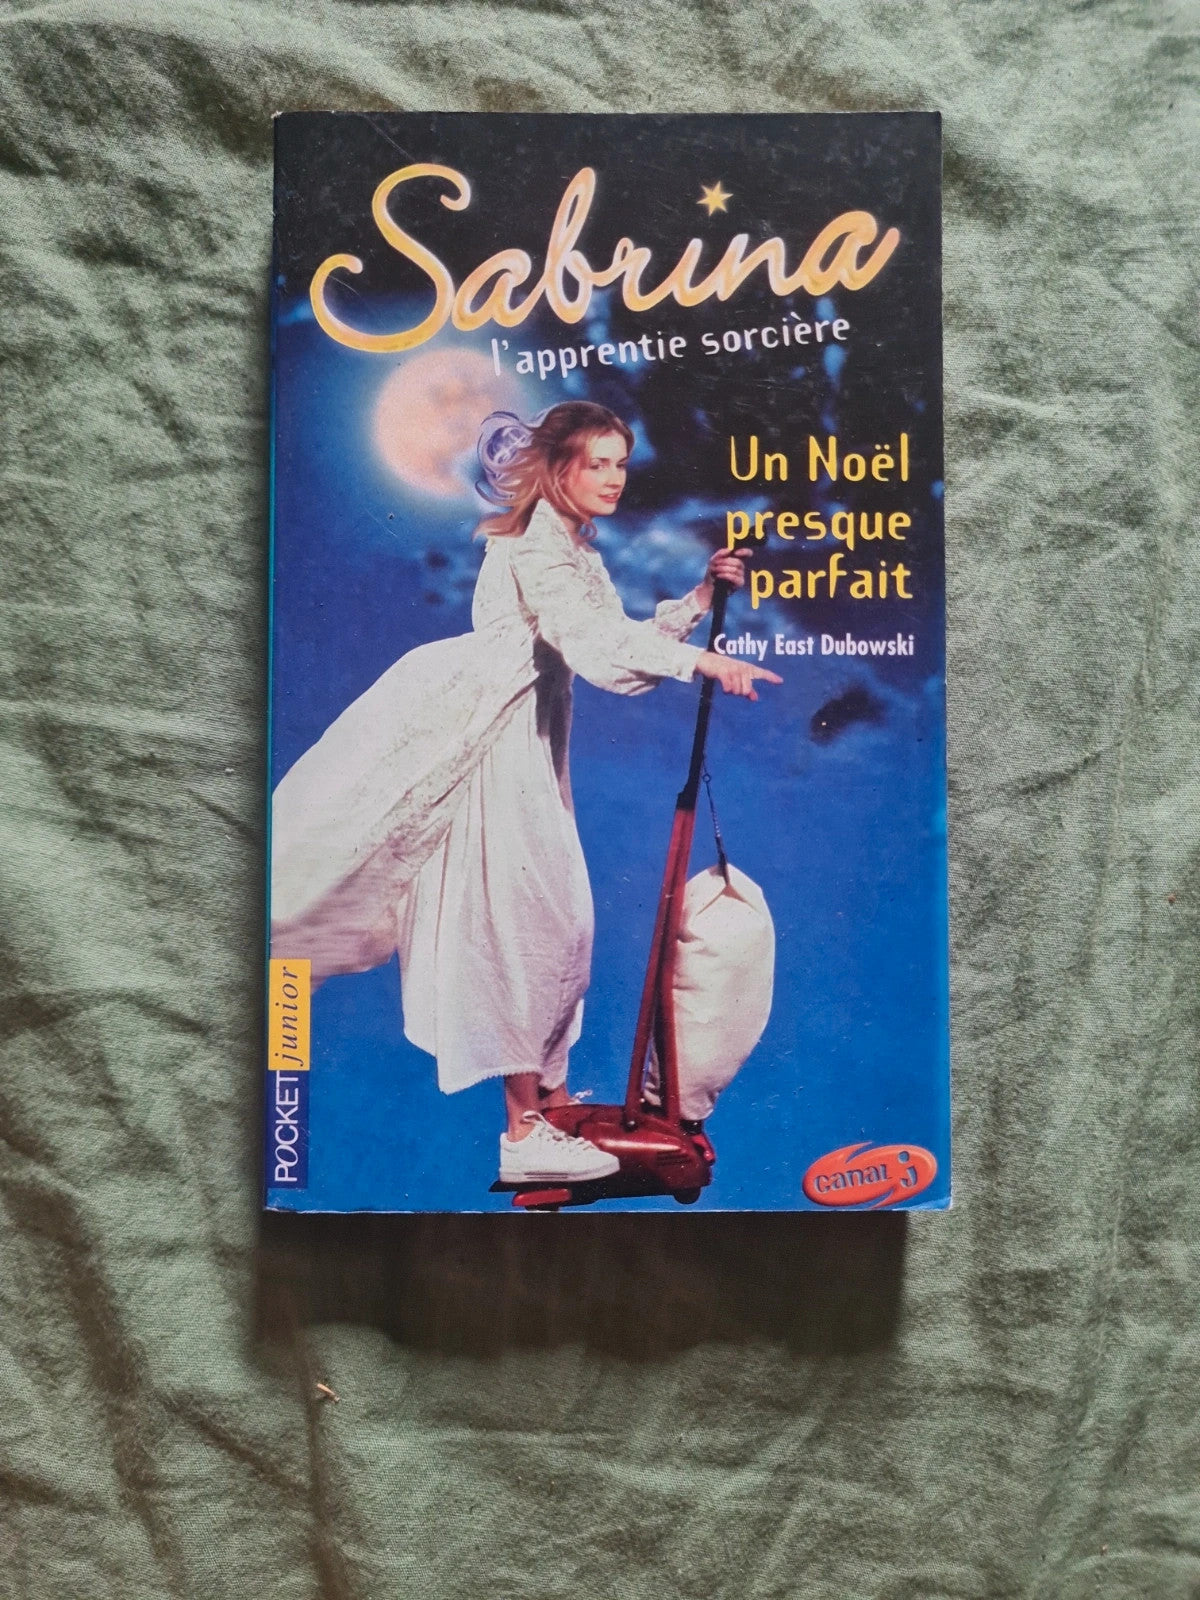 Sabrina
l'apprentie sorcière
Un Noël
presque
parfait
Cathy East Dubowski
POCKET junior
canal j